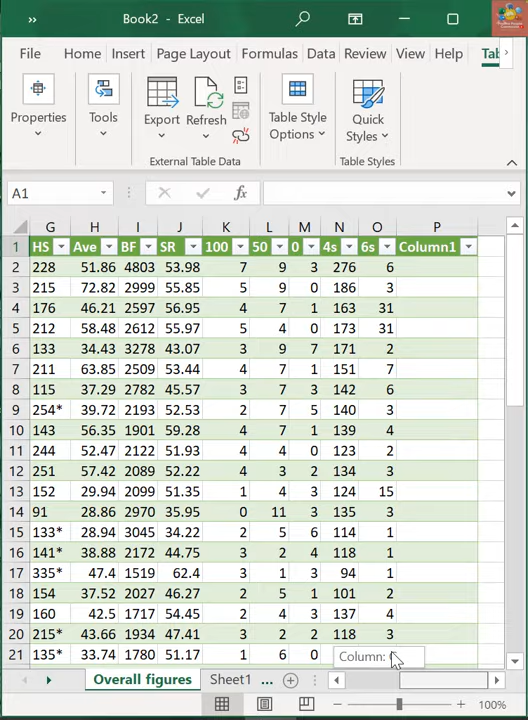 Book2 - Excel
File Home Insert Page Layout Formulas Data Review View Help Tab
Properties
Tools
Export Refresh
Table Style Options
Quick Styles
External Table Data
Table Styles
A1 fx
G H I J K L M N O P
1 HS Ave BF SR 100 50 0 4s 6s Column1
2 228 51.86 4803 53.98 7 9 3 276 6
3 215 72.82 2999 55.85 5 9 0 186 3
4 176 46.21 2597 56.95 4 7 1 163 31
5 212 58.48 2612 55.97 5 4 0 173 31
6 133 34.43 3278 43.07 3 9 7 171 2
7 211 63.85 2509 53.44 4 7 1 151 7
8 115 37.29 2782 45.57 3 7 3 142 6
9 254* 39.72 2193 52.53 2 7 5 140 3
10 143 56.35 1901 59.28 4 7 1 139 4
11 244 52.47 2122 51.93 4 4 0 123 2
12 251 57.42 2089 52.22 4 3 2 134 3
13 152 29.94 2099 51.35 1 4 3 124 15
14 91 28.86 2970 35.95 0 11 3 135 3
15 133* 28.94 3045 34.22 2 5 6 114 1
16 141* 38.88 2172 44.75 3 2 4 118 1
17 335* 47.4 1519 62.4 3 1 3 94 1
18 154 37.52 2027 46.27 2 5 1 101 2
19 160 42.5 1717 54.45 2 4 3 137 4
20 215* 43.66 1934 47.41 3 2 2 118 3
21 135* 33.74 1780 51.17 1 6 0
Column:
Overall figures Sheet1 ...
100%